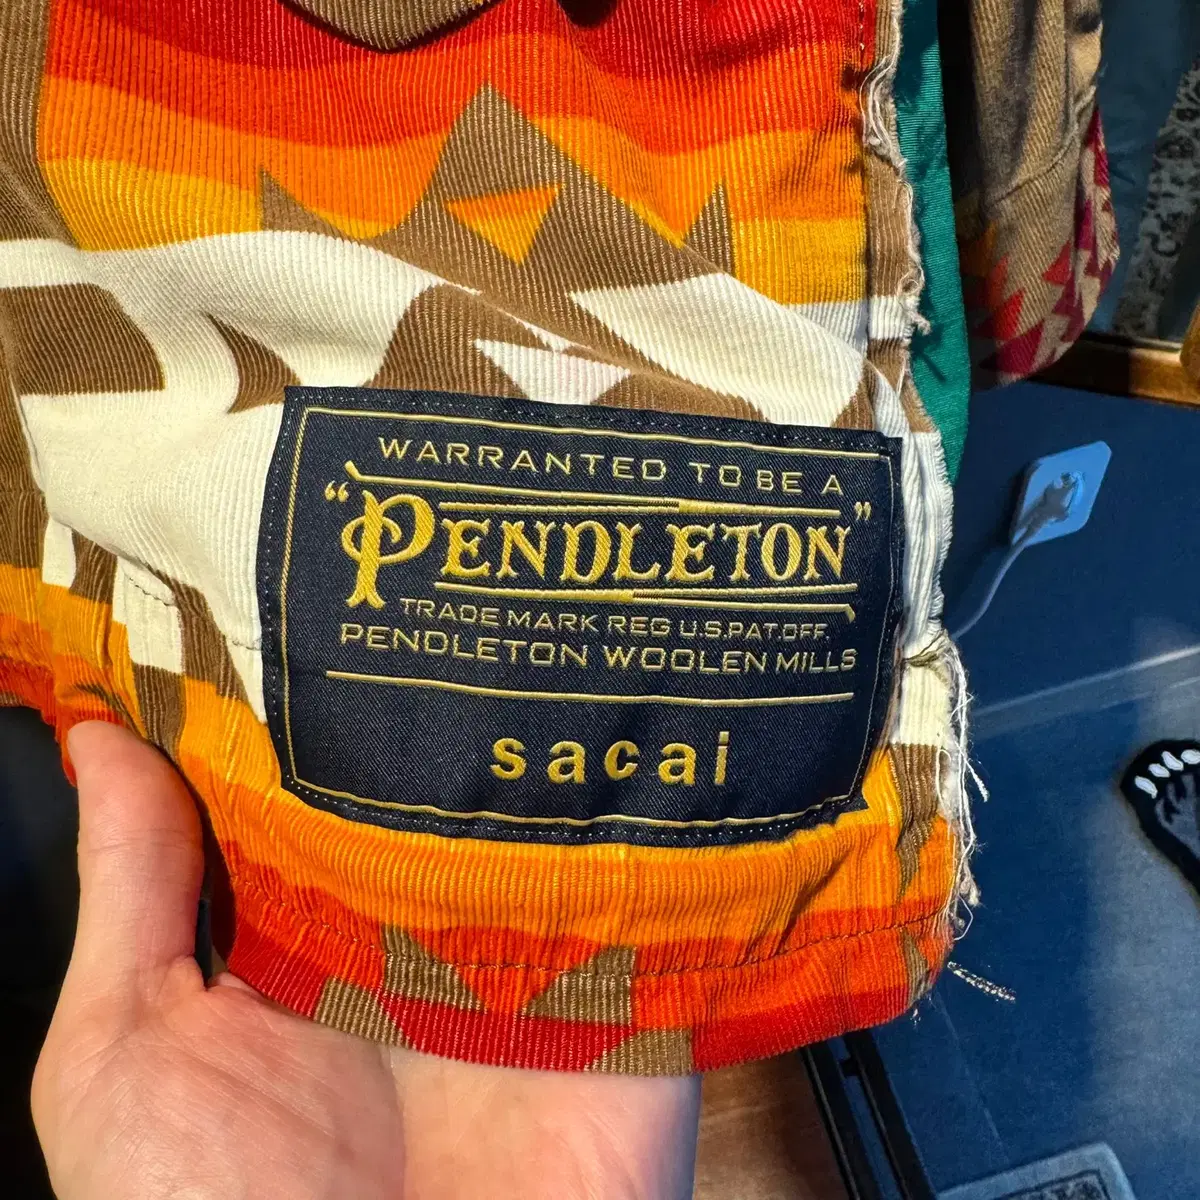 WARRANTED TO BE A
"PENDLETON"
TRADE MARK REG U.S.PAT.OFF.
PENDLETON WOOLEN MILLS
sacai